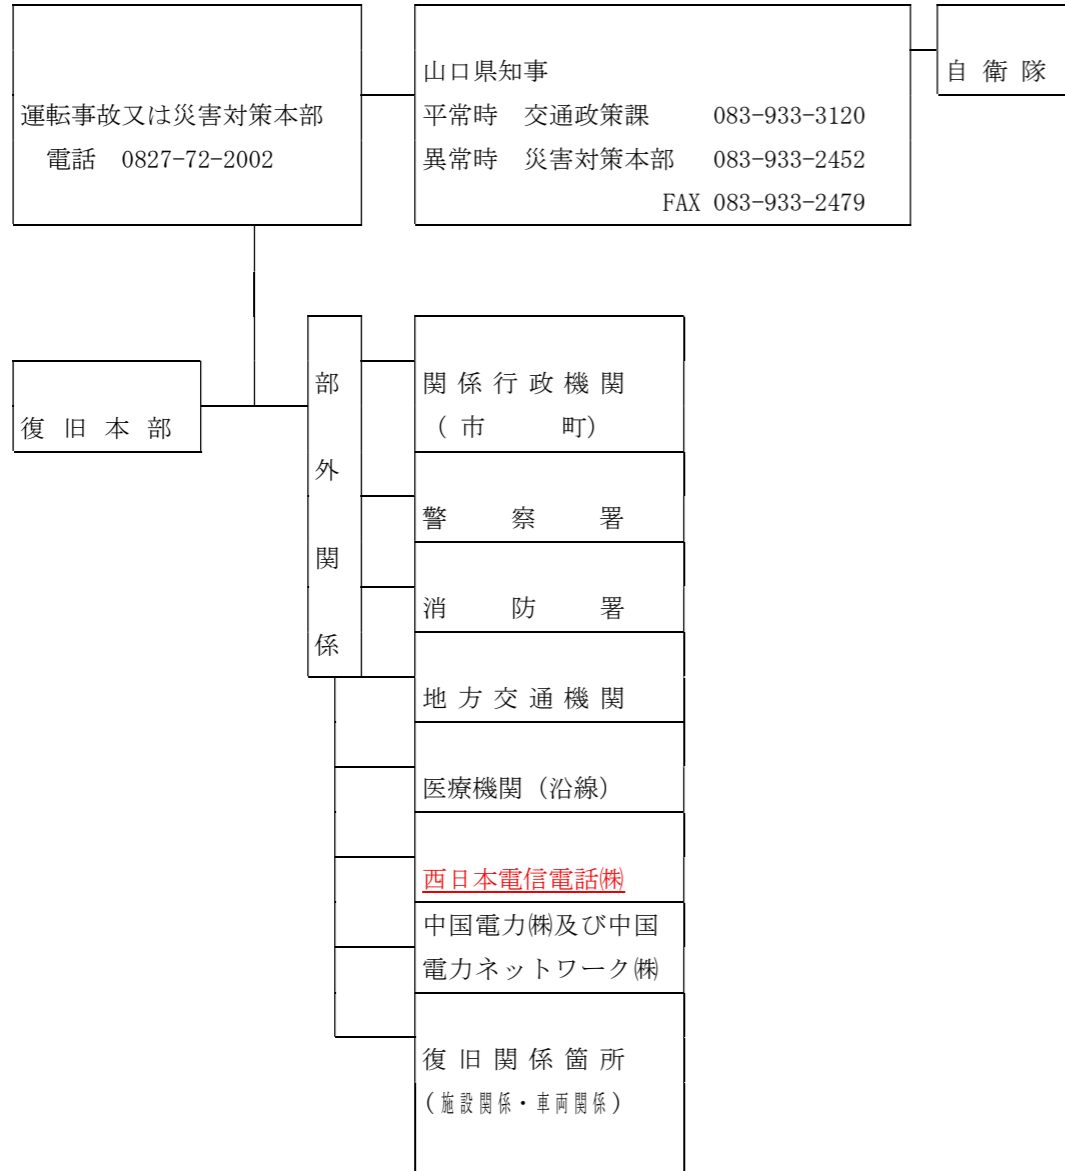 運転事故又は災害対策本部
電話 0827-72-2002
山口県知事
平常時 交通政策課 083-933-3120
異常時 災害対策本部 083-933-2452
FAX 083-933-2479
自衛隊
復旧本部
部外関係
関係行政機関
(市 町)
警察署
消防署
地方交通機関
医療機関(沿線)
西日本電信電話㈱
中国電力㈱及び中国
電力ネットワーク㈱
復旧関係箇所
(施設関係・車両関係)